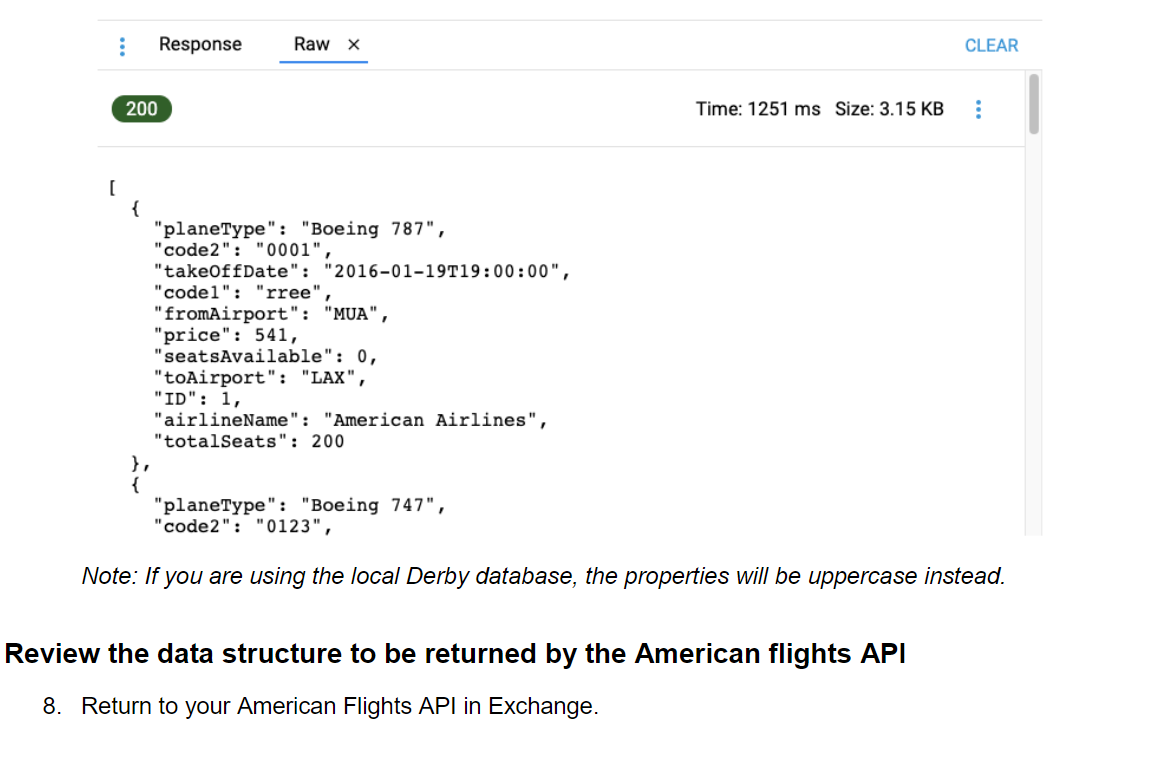 Response Raw × CLEAR
200 Time: 1251 ms Size: 3.15 KB
[
{
"planeType": "Boeing 787",
"code2": "0001",
"takeOffDate": "2016-01-19T19:00:00",
"code1": "rree",
"fromAirport": "MUA",
"price": 541,
"seatsAvailable": 0,
"toAirport": "LAX",
"ID": 1,
"airlineName": "American Airlines",
"totalSeats": 200
},
{
"planeType": "Boeing 747",
"code2": "0123",
Note: If you are using the local Derby database, the properties will be uppercase instead.
Review the data structure to be returned by the American flights API
8. Return to your American Flights API in Exchange.